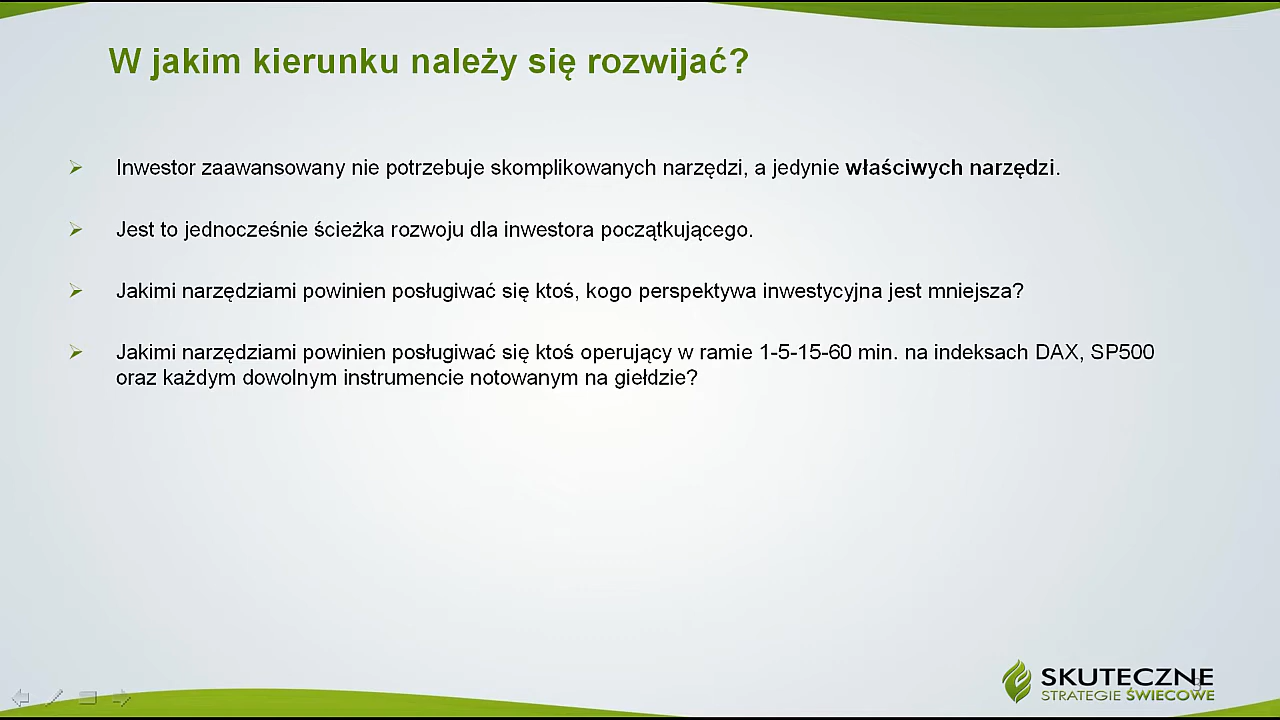 W jakim kierunku należy się rozwijać?
Inwestor zaawansowany nie potrzebuje skomplikowanych narzędzi, a jedynie właściwych narzędzi.
Jest to jednocześnie ścieżka rozwoju dla inwestora początkującego.
Jakimi narzędziami powinien posługiwać się ktoś, kogo perspektywa inwestycyjna jest mniejsza?
Jakimi narzędziami powinien posługiwać się ktoś operujący w ramie 1-5-15-60 min. na indeksach DAX, SP500
oraz każdym dowolnym instrumencie notowanym na giełdzie?
SKUTECZNE
STRATEGIE ŚWIECOWE